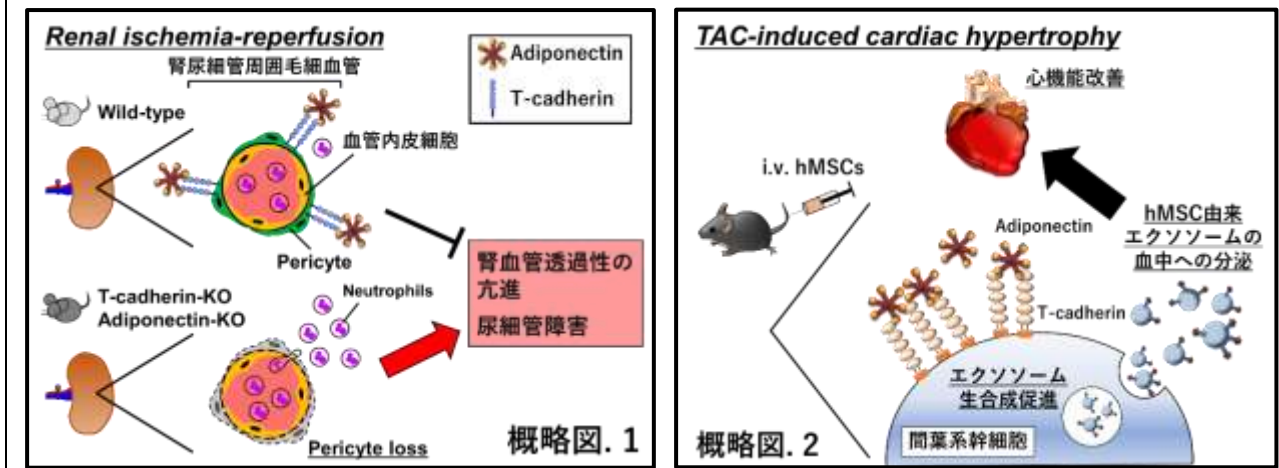 Renal ischemia-reperfusion
腎尿細管周囲毛細血管
Adiponectin
T-cadherin
Wild-type
血管内皮細胞
Pericyte
腎血管透過性の
亢進
尿細管障害
T-cadherin-KO
Adiponectin-KO
Neutrophils
Pericyte loss
概略図. 1
TAC-induced cardiac hypertrophy
心機能改善
i.v. hMSCs
Adiponectin
hMSC由来
エクソソームの
血中への分泌
T-cadherin
エクソソーム
生合成促進
間葉系幹細胞
概略図. 2